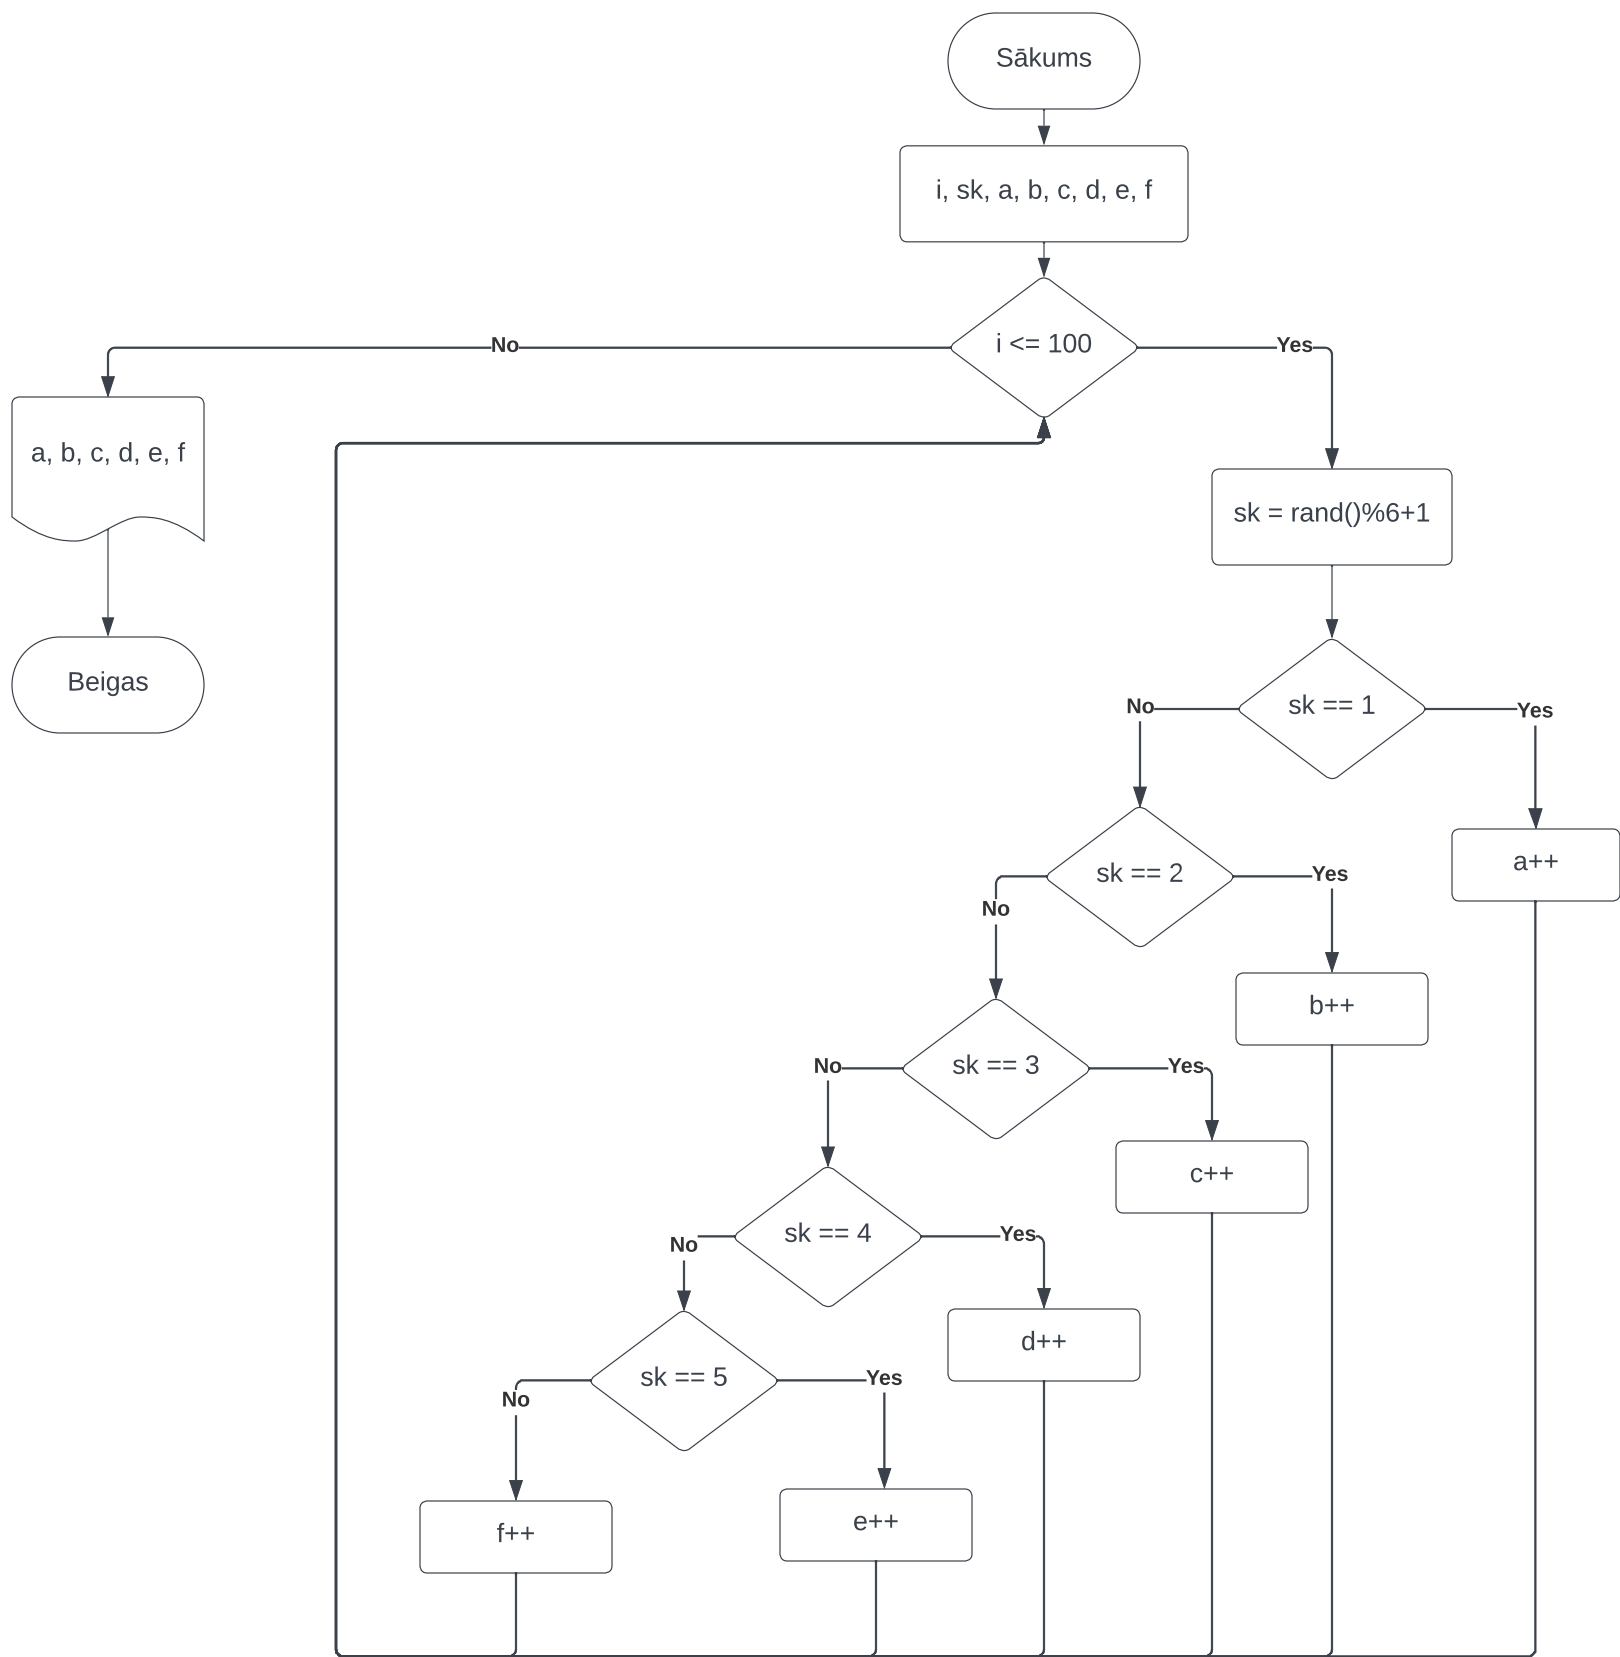 Sākums
i, sk, a, b, c, d, e, f
i <= 100
No
Yes
a, b, c, d, e, f
Beigas
sk = rand()%6+1
sk == 1
No
Yes
a++
sk == 2
No
Yes
b++
sk == 3
No
Yes
c++
sk == 4
No
Yes
d++
sk == 5
No
Yes
f++
e++